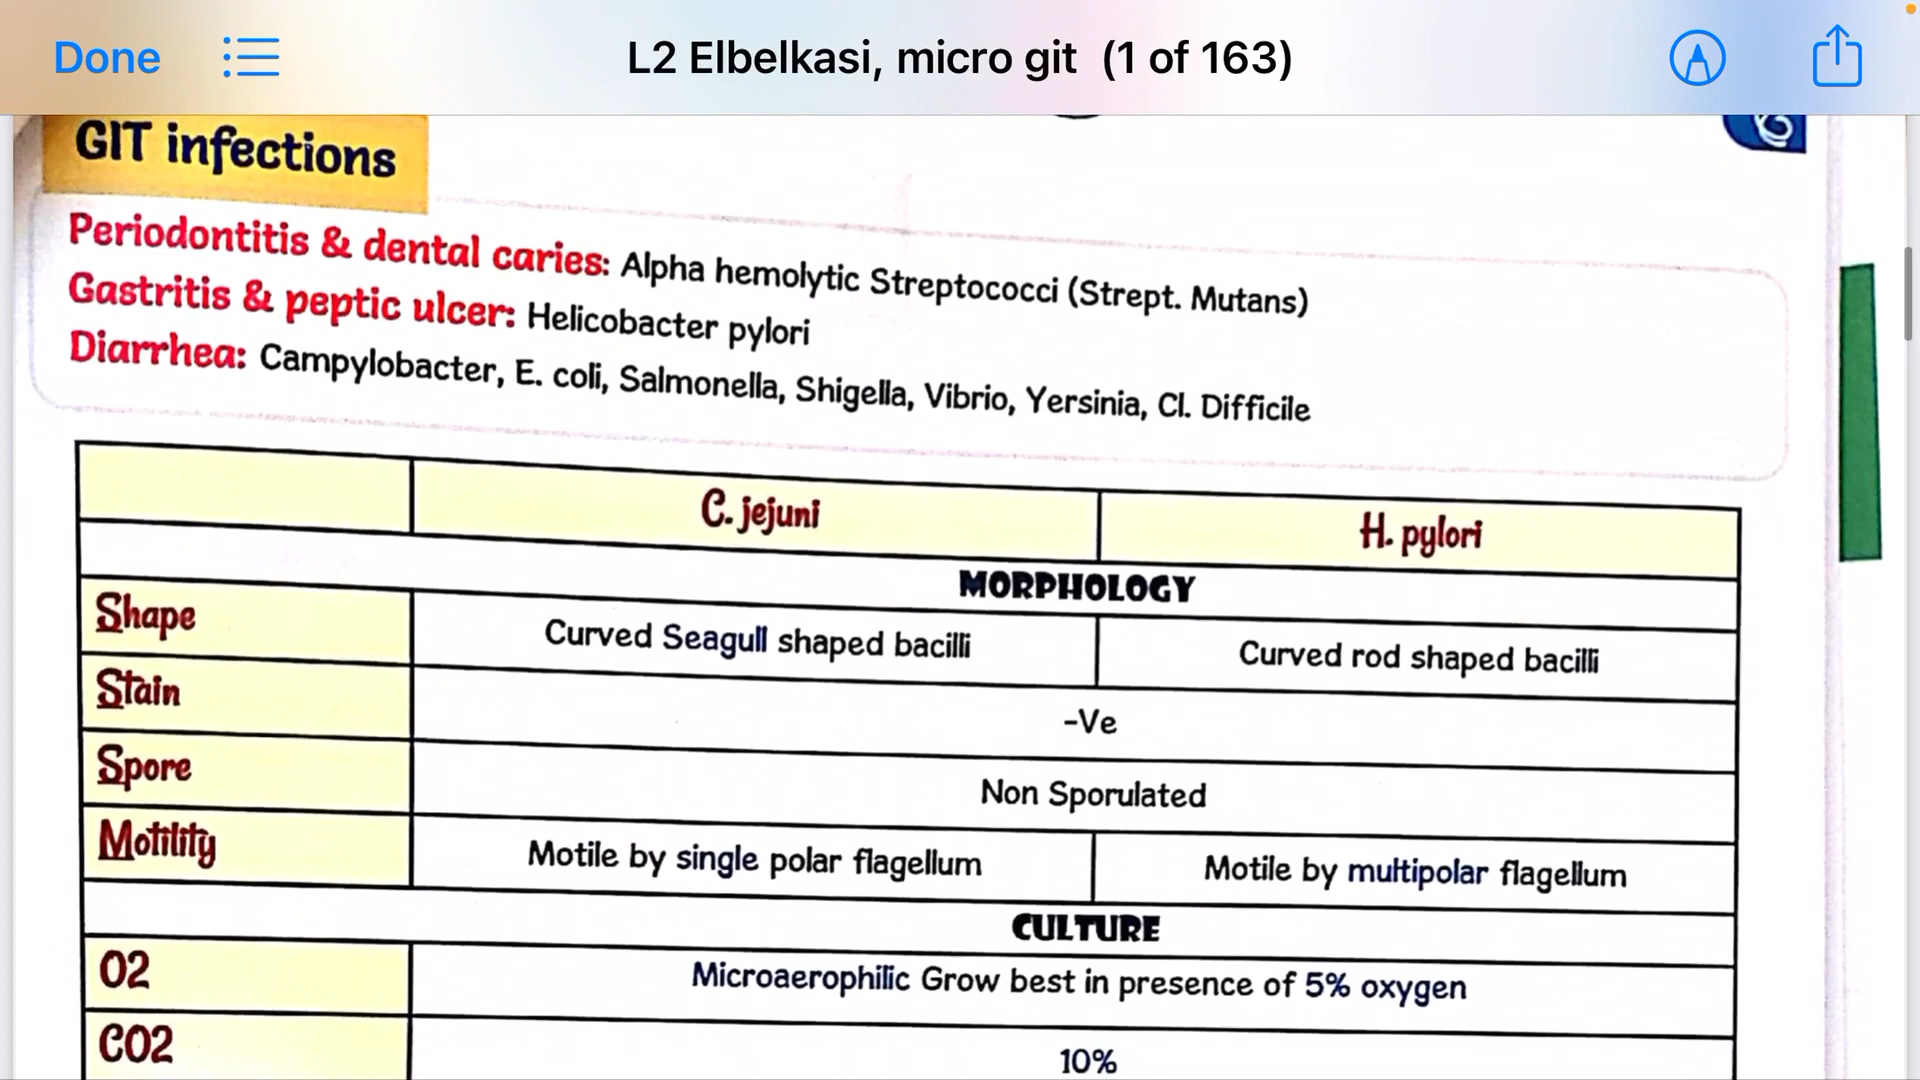 Done
L2 Elbelkasi, micro git (1 of 163)
GIT infections
Periodontitis & dental caries: Alpha hemolytic Streptococci (Strept. Mutans)
Gastritis & peptic ulcer: Helicobacter pylori
Diarrhea: Campylobacter, E. coli, Salmonella, Shigella, Vibrio, Yersinia, Cl. Difficile
C. jejuni H. pylori
MORPHOLOGY
Shape Curved Seagull shaped bacilli Curved rod shaped bacilli
Stain -Ve
Spore Non Sporulated
Motility Motile by single polar flagellum Motile by multipolar flagellum
CULTURE
O2 Microaerophilic Grow best in presence of 5% oxygen
CO2 10%